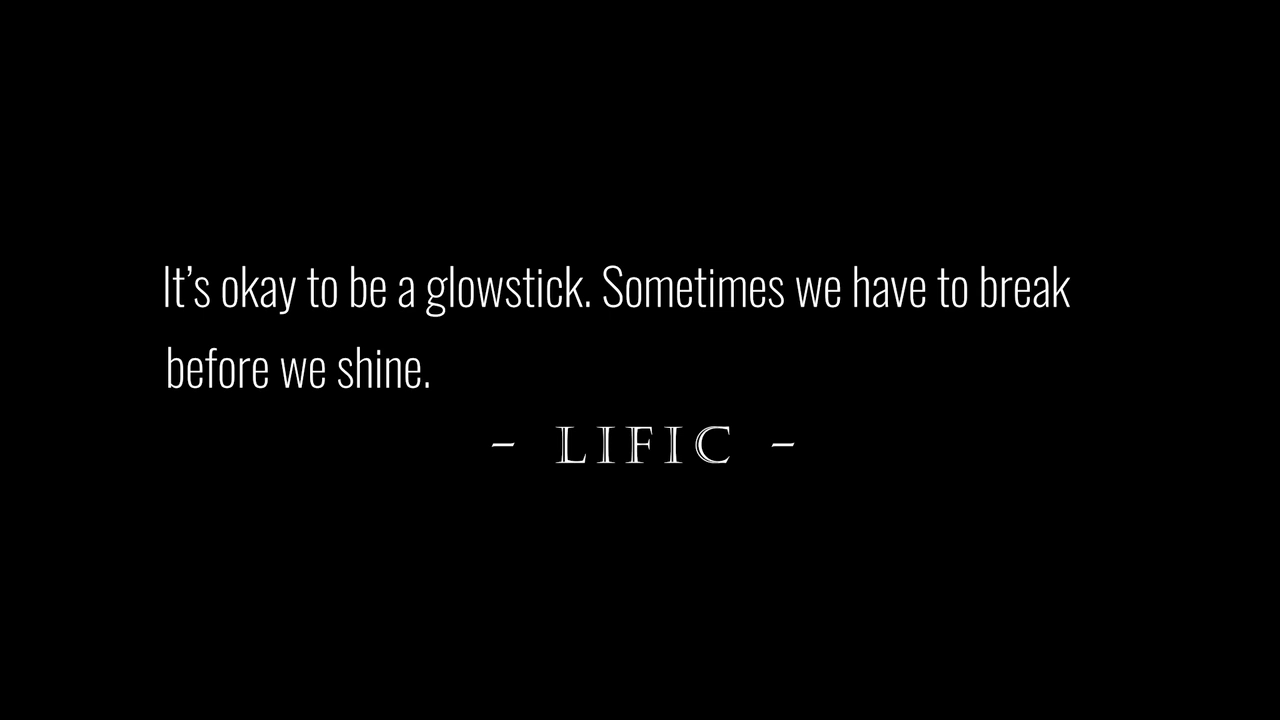 It’s okay to be a glowstick. Sometimes we have to break
before we shine.
- LIFIC -